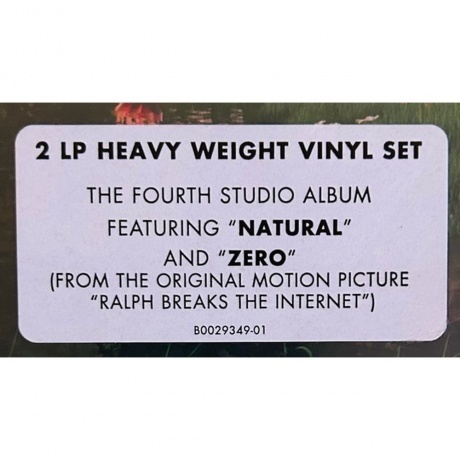 2 LP HEAVY WEIGHT VINYL SET
THE FOURTH STUDIO ALBUM
FEATURING "NATURAL"
AND "ZERO"
(FROM THE ORIGINAL MOTION PICTURE
"RALPH BREAKS THE INTERNET")
B0029349-01